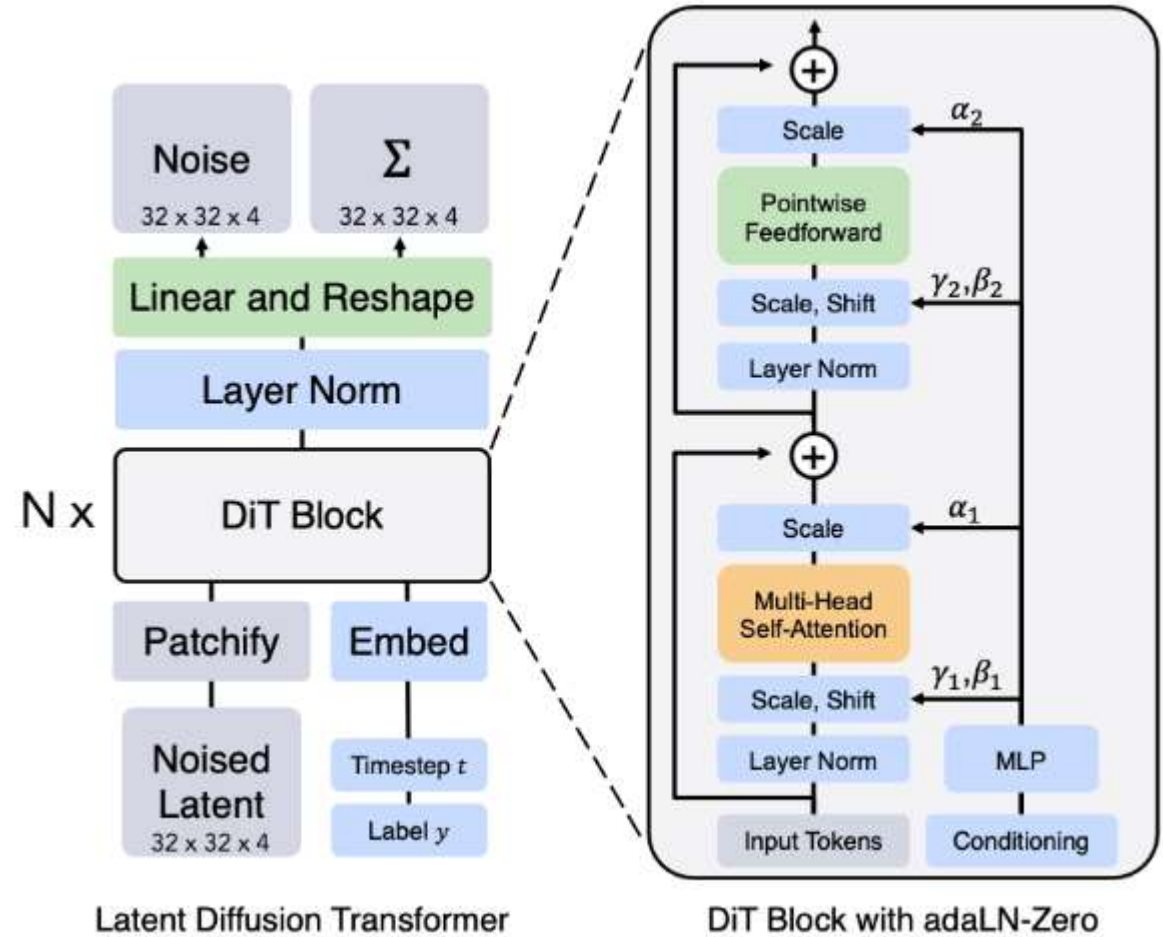 Noise
32 x 32 x 4
Σ
32 x 32 x 4
Linear and Reshape
Layer Norm
N x
DiT Block
Patchify
Embed
Noised
Latent
32 x 32 x 4
Timestep t
Label y
Latent Diffusion Transformer
+
Scale
α₂
Pointwise
Feedforward
Scale, Shift
γ₂,β₂
Layer Norm
+
Scale
α₁
Multi-Head
Self-Attention
Scale, Shift
γ₁,β₁
Layer Norm
MLP
Input Tokens
Conditioning
DiT Block with adaLN-Zero